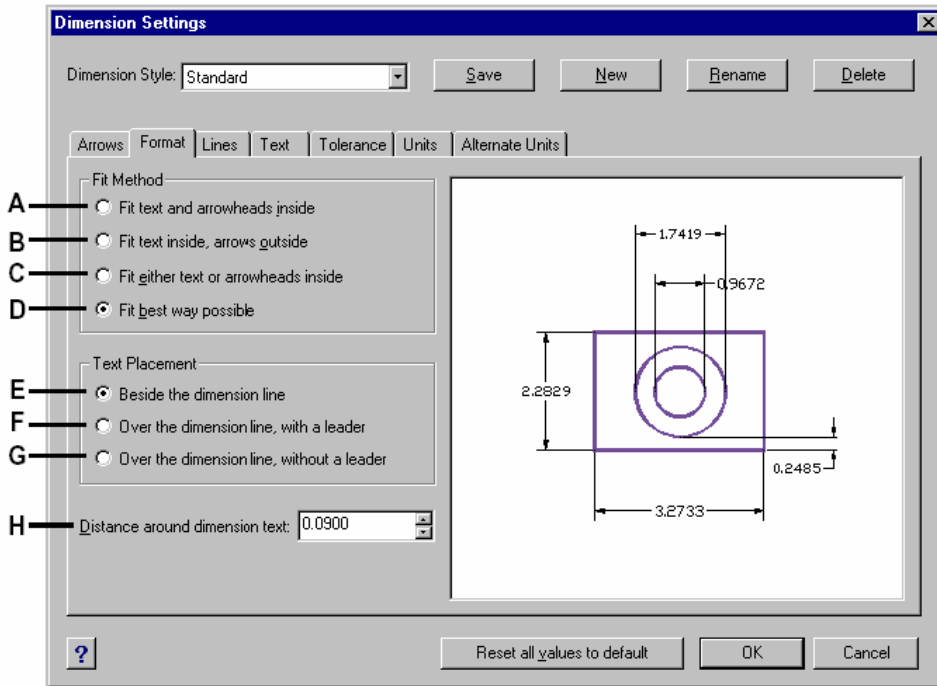 Dimension Settings
Dimension Style: Standard Save New Rename Delete
Arrows Format Lines Text Tolerance Units Alternate Units
Fit Method
A Fit text and arrowheads inside
B Fit text inside, arrows outside
C Fit either text or arrowheads inside
D Fit best way possible
Text Placement
E Beside the dimension line
F Over the dimension line, with a leader
G Over the dimension line, without a leader
H Distance around dimension text: 0.0900
1.7419
0.9672
2.2829
0.2485
3.2733
? Reset all values to default OK Cancel